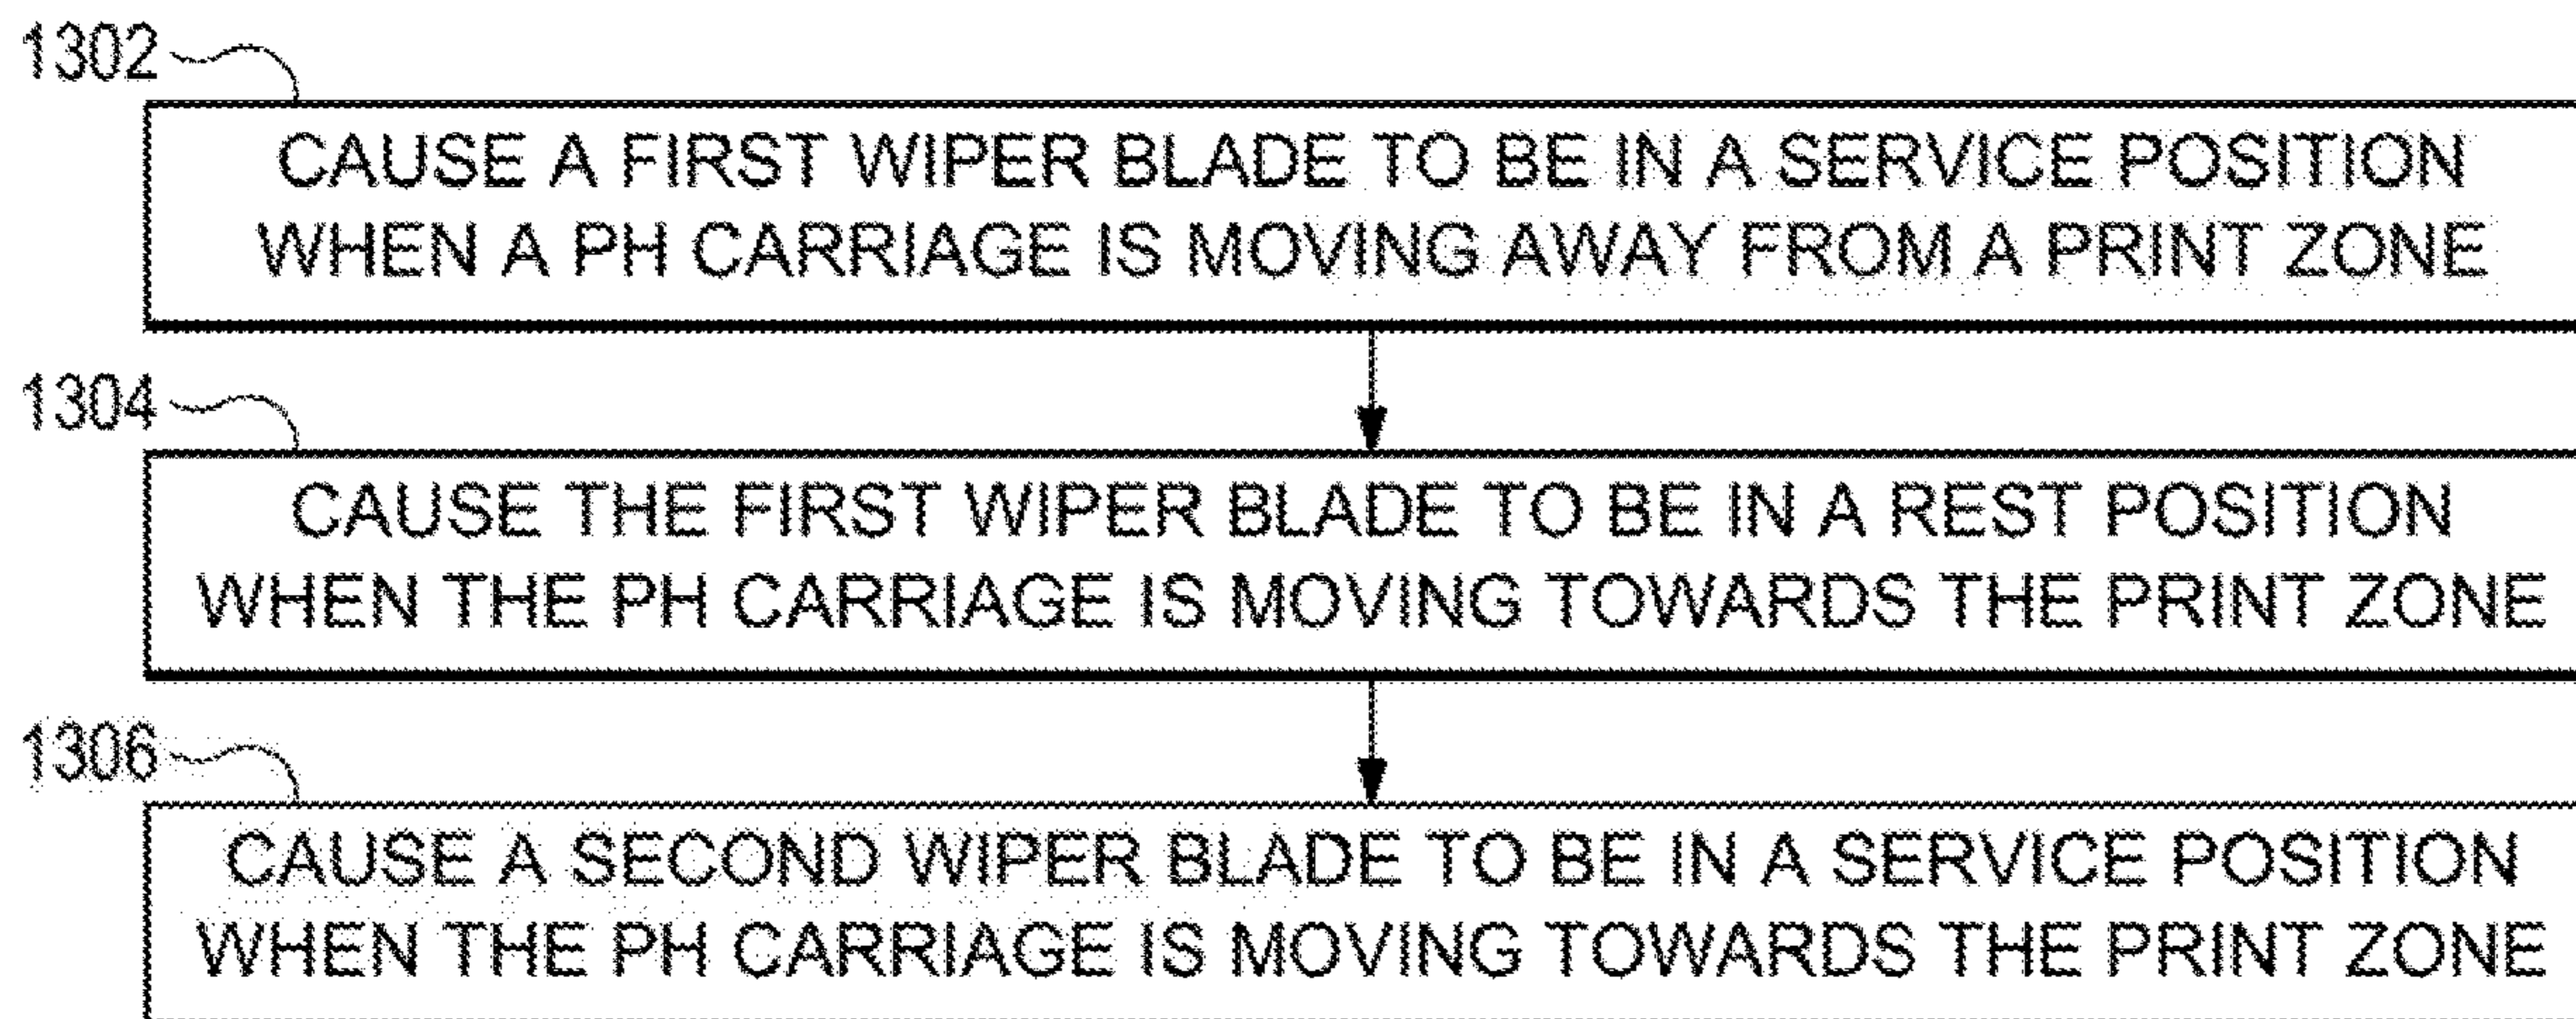 1302
CAUSE A FIRST WIPER BLADE TO BE IN A SERVICE POSITION
WHEN A PH CARRIAGE IS MOVING AWAY FROM A PRINT ZONE
1304
CAUSE THE FIRST WIPER BLADE TO BE IN A REST POSITION
WHEN THE PH CARRIAGE IS MOVING TOWARDS THE PRINT ZONE
1306
CAUSE A SECOND WIPER BLADE TO BE IN A SERVICE POSITION
WHEN THE PH CARRIAGE IS MOVING TOWARDS THE PRINT ZONE